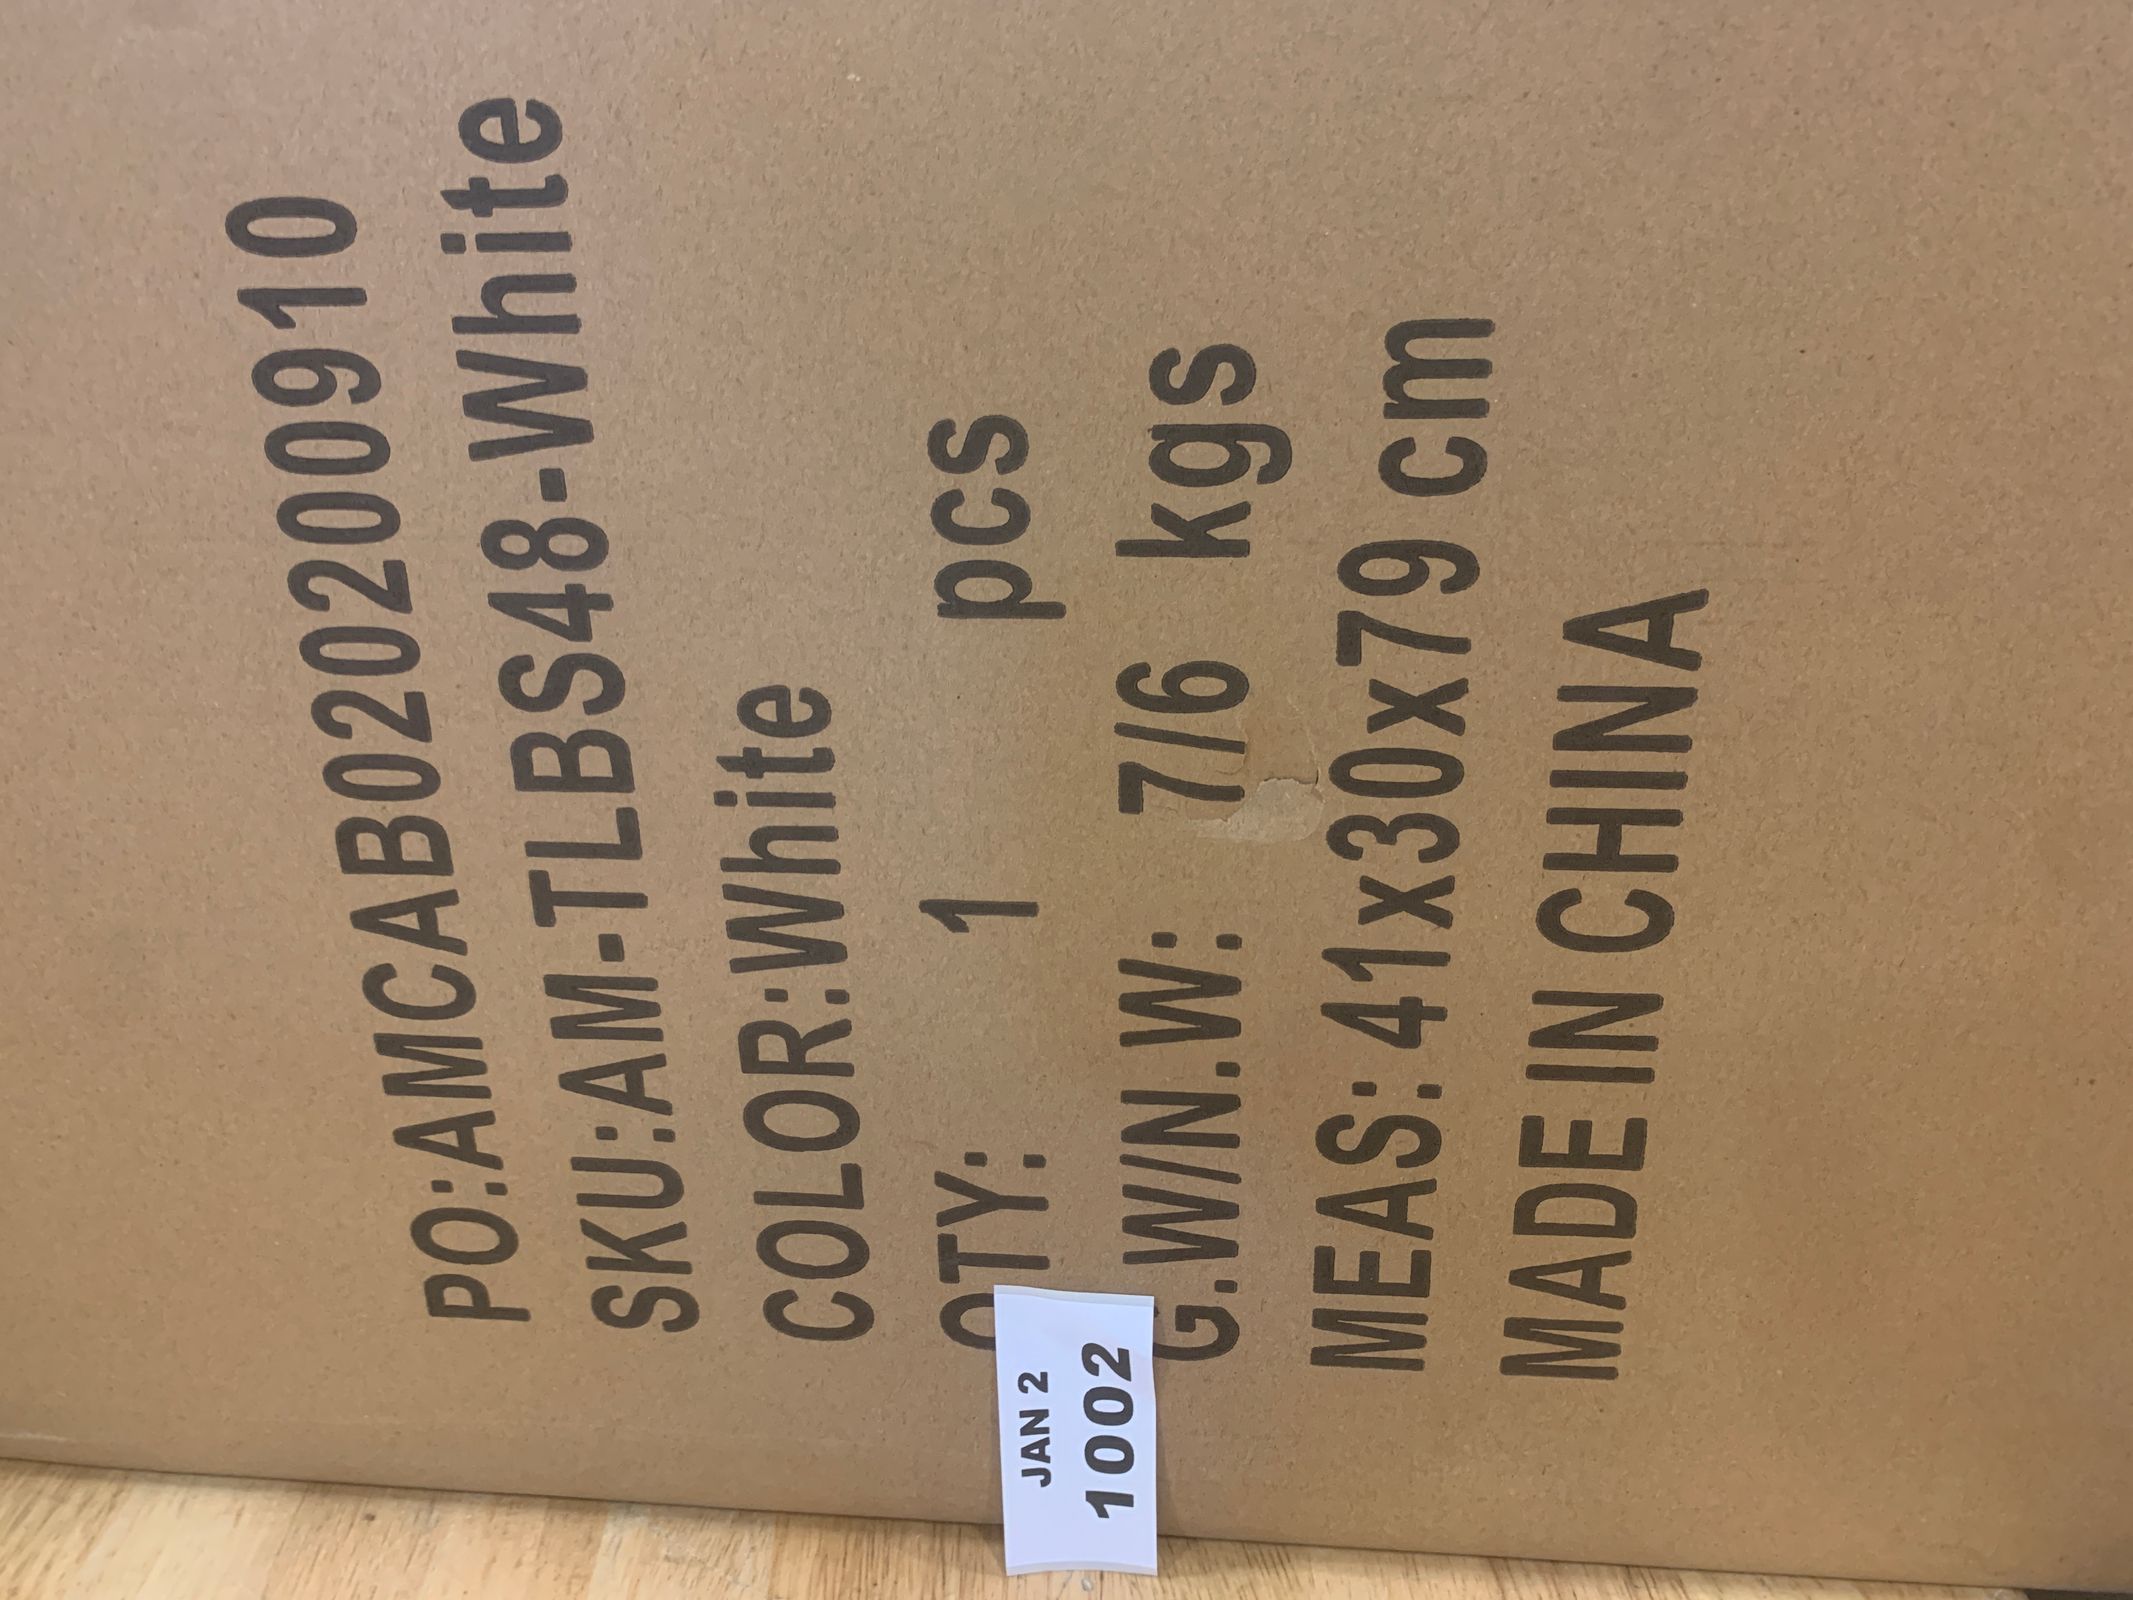 PO:AMCAB020200910
SKU:AM-TLBS48-White
COLOR:White
QTY: 1 pcs
G.W/N.W: 7/6 kgs
MEAS: 41x30x79 cm
MADE IN CHINA
JAN 2
1002